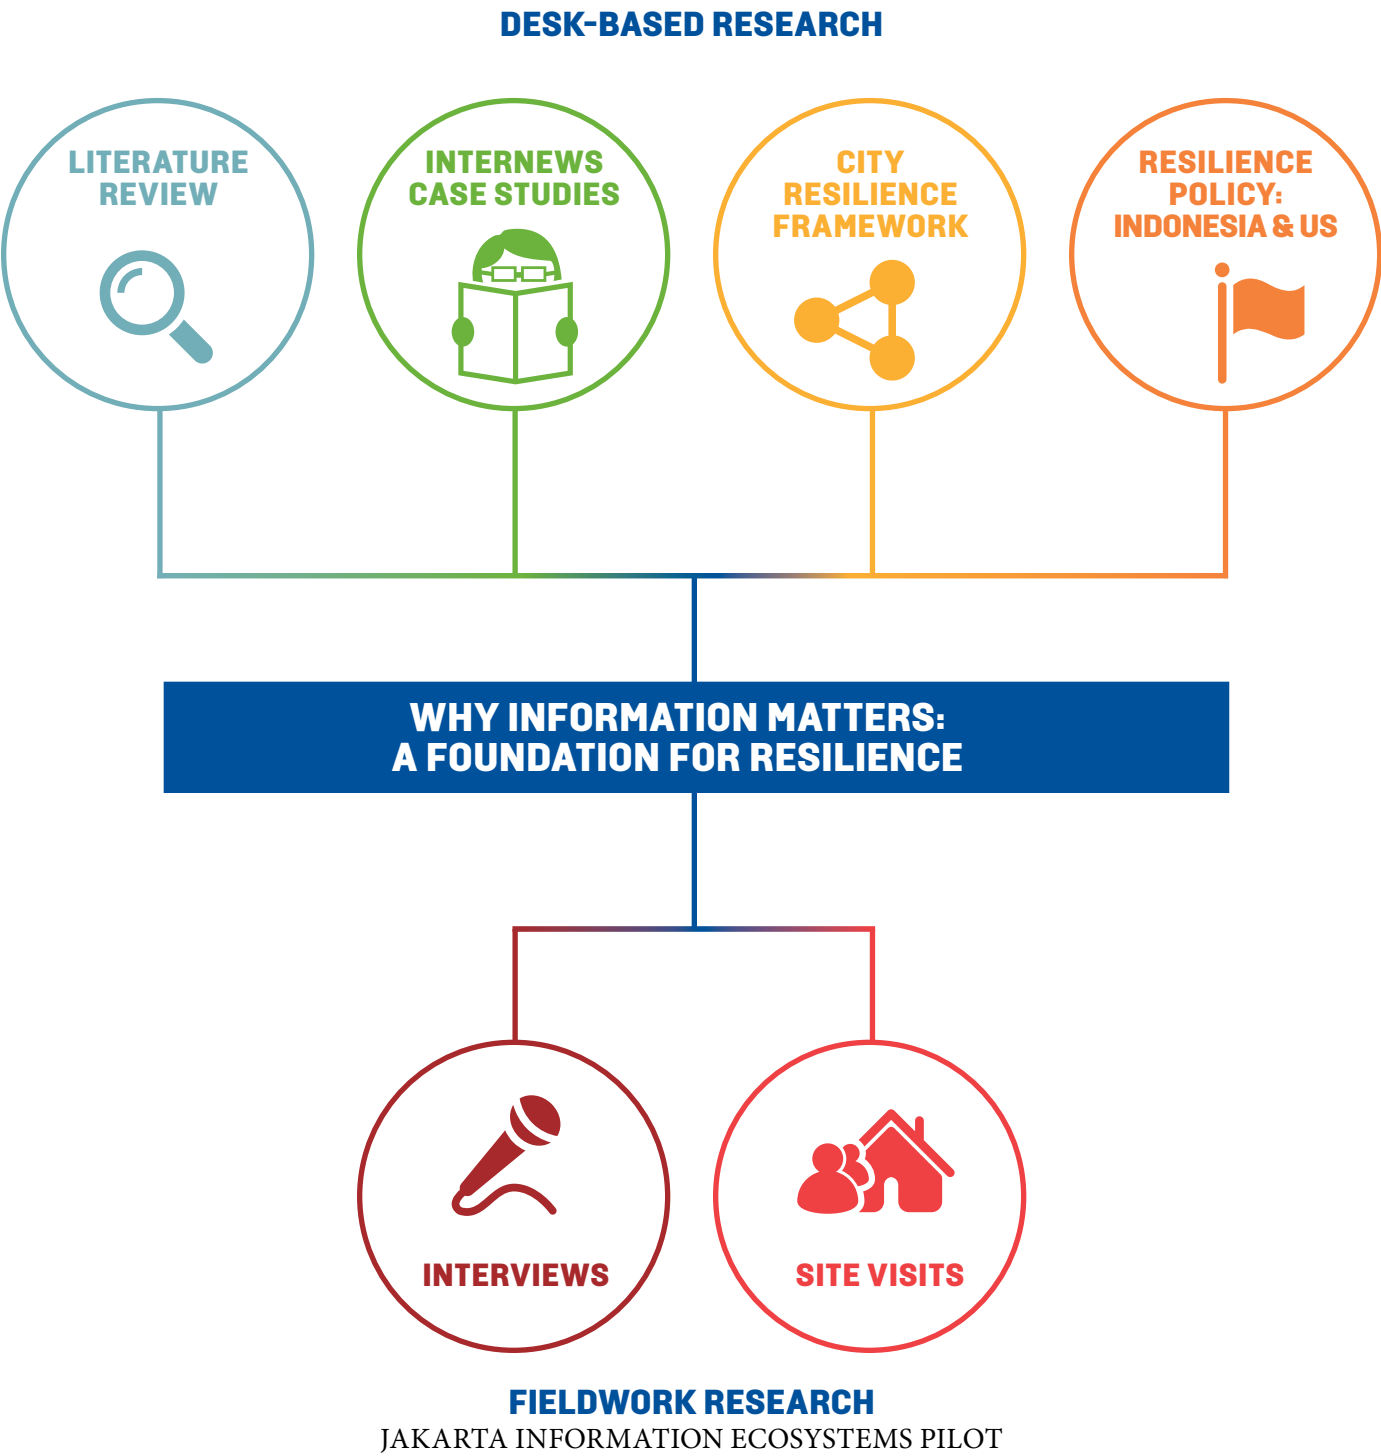 DESK-BASED RESEARCH
LITERATURE
REVIEW
INTERNEWS
CASE STUDIES
CITY
RESILIENCE
FRAMEWORK
RESILIENCE
POLICY:
INDONESIA & US
WHY INFORMATION MATTERS:
A FOUNDATION FOR RESILIENCE
INTERVIEWS
SITE VISITS
FIELDWORK RESEARCH
JAKARTA INFORMATION ECOSYSTEMS PILOT